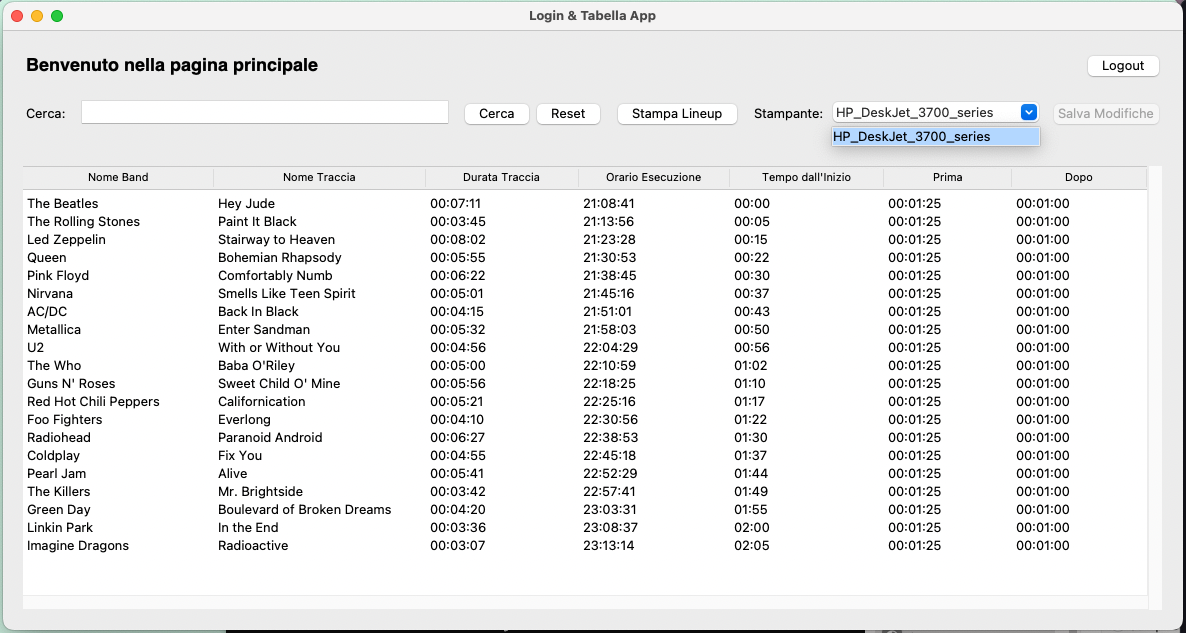 Login & Tabella App
Benvenuto nella pagina principale
Logout
Cerca: Cerca Reset Stampa Lineup Stampante: HP_DeskJet_3700_series Salva Modifiche
HP_DeskJet_3700_series
Nome Band Nome Traccia Durata Traccia Orario Esecuzione Tempo dall'Inizio Prima Dopo
The Beatles Hey Jude 00:07:11 21:08:41 00:00 00:01:25 00:01:00
The Rolling Stones Paint It Black 00:03:45 21:13:56 00:05 00:01:25 00:01:00
Led Zeppelin Stairway to Heaven 00:08:02 21:23:28 00:15 00:01:25 00:01:00
Queen Bohemian Rhapsody 00:05:55 21:30:53 00:22 00:01:25 00:01:00
Pink Floyd Comfortably Numb 00:06:22 21:38:45 00:30 00:01:25 00:01:00
Nirvana Smells Like Teen Spirit 00:05:01 21:45:16 00:37 00:01:25 00:01:00
AC/DC Back In Black 00:04:15 21:51:01 00:43 00:01:25 00:01:00
Metallica Enter Sandman 00:05:32 21:58:03 00:50 00:01:25 00:01:00
U2 With or Without You 00:04:56 22:04:29 00:56 00:01:25 00:01:00
The Who Baba O'Riley 00:05:00 22:10:59 01:02 00:01:25 00:01:00
Guns N' Roses Sweet Child O' Mine 00:05:56 22:18:25 01:10 00:01:25 00:01:00
Red Hot Chili Peppers Californication 00:05:21 22:25:16 01:17 00:01:25 00:01:00
Foo Fighters Everlong 00:04:10 22:30:56 01:22 00:01:25 00:01:00
Radiohead Paranoid Android 00:06:27 22:38:53 01:30 00:01:25 00:01:00
Coldplay Fix You 00:04:55 22:45:18 01:37 00:01:25 00:01:00
Pearl Jam Alive 00:05:41 22:52:29 01:44 00:01:25 00:01:00
The Killers Mr. Brightside 00:03:42 22:57:41 01:49 00:01:25 00:01:00
Green Day Boulevard of Broken Dreams 00:04:20 23:03:31 01:55 00:01:25 00:01:00
Linkin Park In the End 00:03:36 23:08:37 02:00 00:01:25 00:01:00
Imagine Dragons Radioactive 00:03:07 23:13:14 02:05 00:01:25 00:01:00